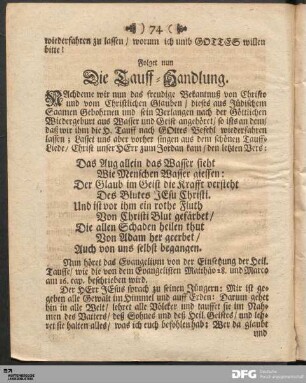 ) 74 (
wiederfahren zu lassen / worum ich umb GOTTES willen
bitte!
Folget nun
Die Tauff-Handlung.
NAchdeme wir nun das freudige Bekantnuß von Christo
und vom Christlichen Glauben / dieses aus Jüdischem
Saamen Gebohrnen und sein Verlangen nach der Göttlichen
Wiedergeburt aus Wasser und Geist angehöret; so ists an dem/
das wir ihm die H. Tauff nach GOttes Befehl wiederfahren
lassen; Lasset uns aber vorher singen aus dem schönen Tauff-
Liede / Christ unser HErr zum Jordan kam / den letzten Vers:
Das Aug allein das Wasser sieht
Wie Menschen Wasser giessen:
Der Glaub im Geist die Krafft versteht
Des Blutes JEsu Christi.
Und ist vor ihm ein rothe Fluth
Von Christi Blut gefärbet/
Die allen Schaden heilen thut
Von Adam her geerbet/
Auch von uns selbst begangen.
Nun höret das Evangelium von der Einsetzung der Heil.
Tauffe / wie die von dem Evangelisten Matthäo 28. und Marco
am 16. cap. beschrieben wird.
Der HErr JEsus sprach zu seinen Jüngern: Mir ist ge-
geben alle Gewalt im Himmel und auf Erden! Darum gehet
hin in alle Welt / lehret alle Völcker und tauffet sie im Nah-
men des Vaters / deß Sohnes und deß Heil. Geistes / und leh-
ret sie halten alles / was ich euch befohlen hab: Wer da glaubt
und
DFG